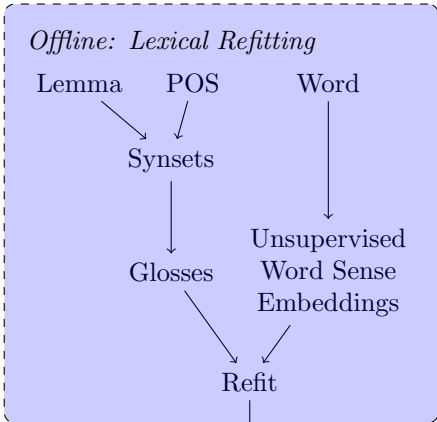 Offline: Lexical Refitting
Lemma POS Word
Synsets
Unsupervised
Word Sense
Embeddings
Glosses
Refit